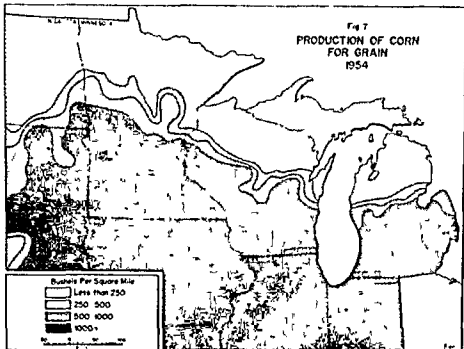 Fig 7
PRODUCTION OF CORN
FOR GRAIN
1954
Bushels Per Square Mile
Less than 250
250 500
500 1000
1000+